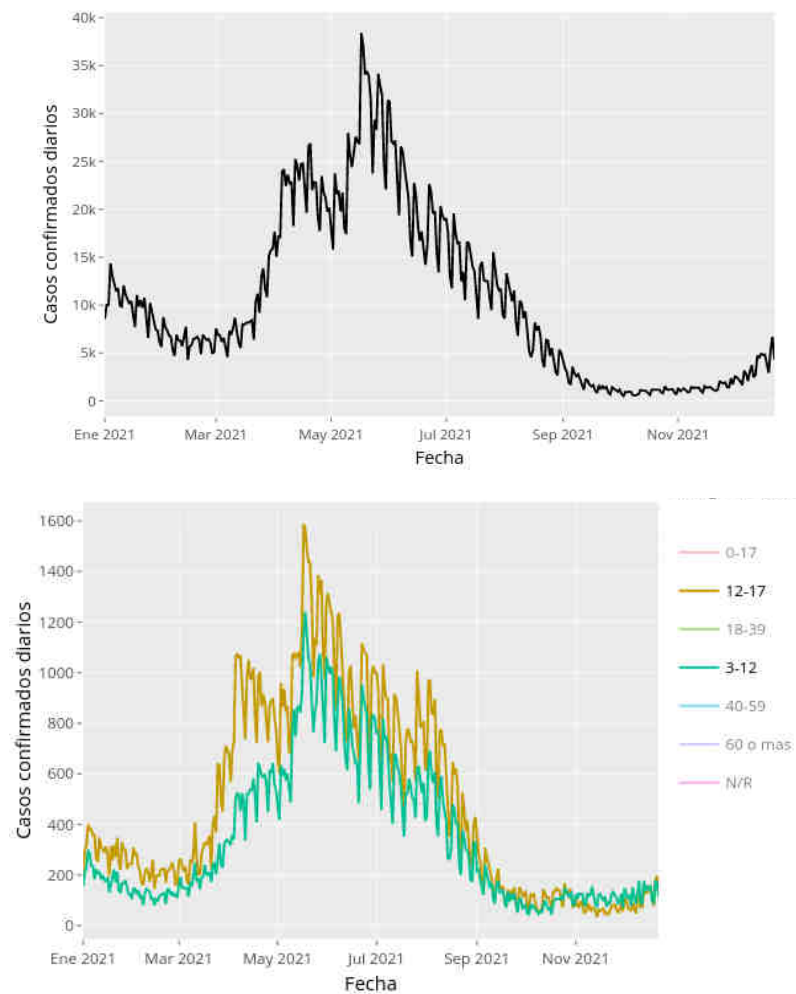 40k
35k
30k
25k
20k
15k
10k
5k
0
Casos confirmados diarios
Ene 2021 Mar 2021 May 2021 Jul 2021 Sep 2021 Nov 2021
Fecha
1600
1400
1200
1000
800
600
400
200
0
Casos confirmados diarios
Ene 2021 Mar 2021 May 2021 Jul 2021 Sep 2021 Nov 2021
Fecha
0-17
12-17
18-39
3-12
40-59
60 o mas
N/R